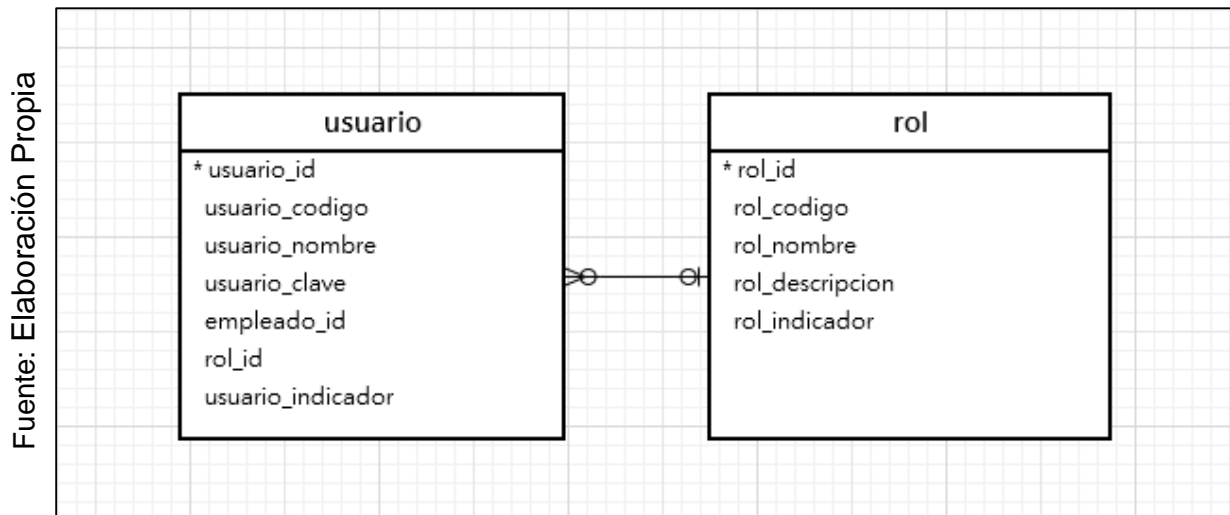 Fuente: Elaboración Propia
usuario
* usuario_id
usuario_codigo
usuario_nombre
usuario_clave
empleado_id
rol_id
usuario_indicador
rol
* rol_id
rol_codigo
rol_nombre
rol_descripcion
rol_indicador